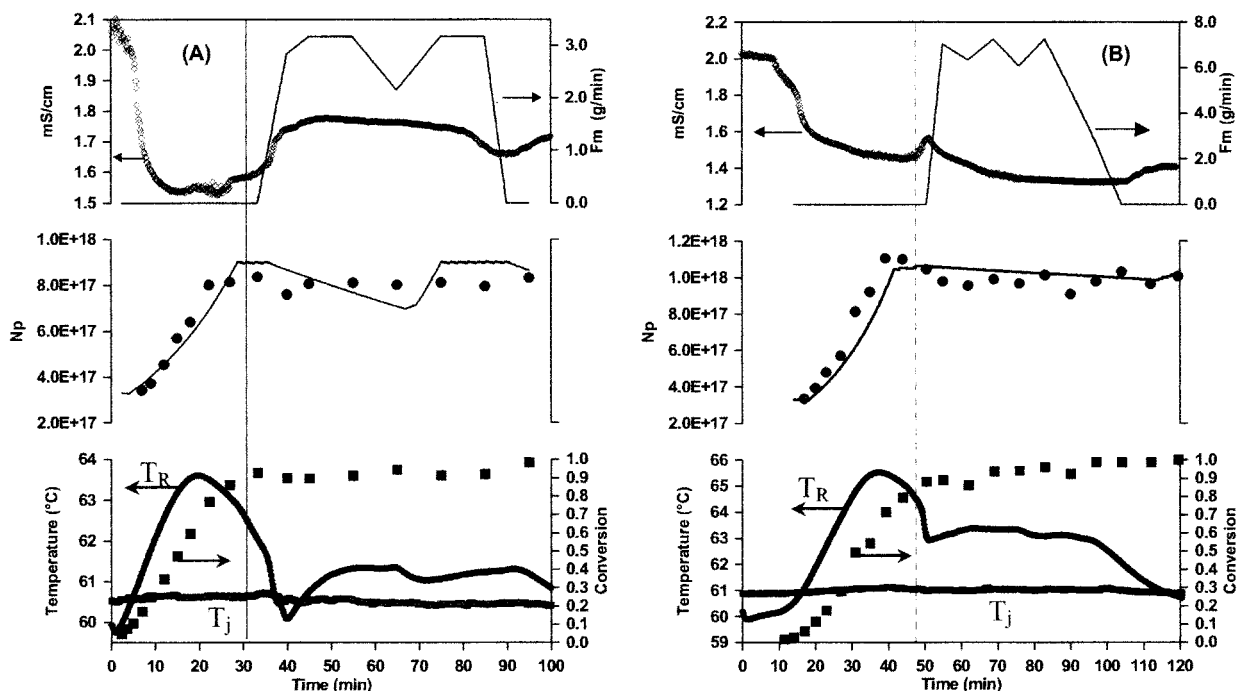 (A)
mS/cm
2.1
2.0
1.9
1.8
1.7
1.6
1.5
3.0
2.0
1.0
0.0
Fm (g/min)
Np
1.0E+18
8.0E+17
6.0E+17
4.0E+17
2.0E+17
Temperature (°C)
64
63
62
61
60
TR
Tj
1.0
0.9
0.8
0.7
0.6
0.5
0.4
0.3
0.2
0.1
0.0
Conversion
0 10 20 30 40 50 60 70 80 90 100
Time (min)
(B)
mS/cm
2.2
2.0
1.8
1.6
1.4
1.2
8.0
6.0
4.0
2.0
0.0
Fm (g/min)
Np
1.2E+18
1.0E+18
8.0E+17
6.0E+17
4.0E+17
2.0E+17
Temperature (°C)
66
65
64
63
62
61
60
59
TR
Tj
1.0
0.9
0.8
0.7
0.6
0.5
0.4
0.3
0.2
0.1
0.0
Conversion
0 10 20 30 40 50 60 70 80 90 100 110 120
Time (min)